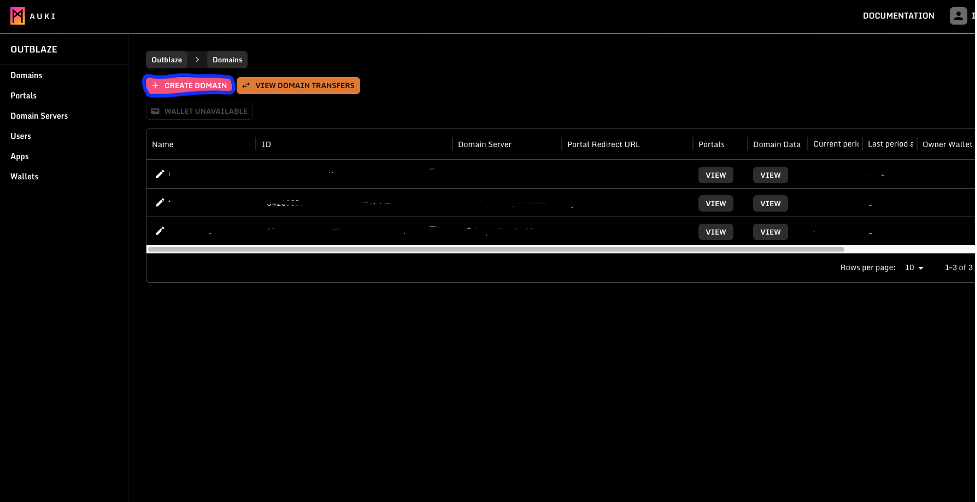 AUKI
DOCUMENTATION
OUTBLAZE
Domains
Portals
Domain Servers
Users
Apps
Wallets
Outblaze > Domains
+ CREATE DOMAIN VIEW DOMAIN TRANSFERS
WALLET UNAVAILABLE
Name ID Domain Server Portal Redirect URL Portals Domain Data Current perio Last period a Owner Wallet
VIEW VIEW
VIEW VIEW
VIEW VIEW
Rows per page: 10 1-3 of 3